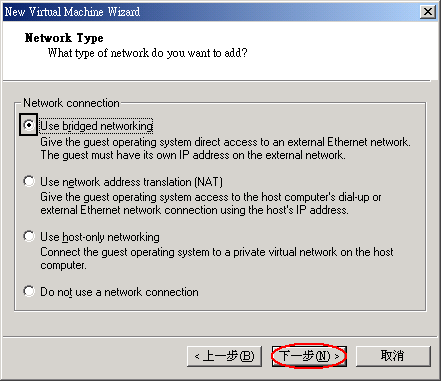 New Virtual Machine Wizard
Network Type
What type of network do you want to add?
Network connection
Use bridged networking
Give the guest operating system direct access to an external Ethernet network.
The guest must have its own IP address on the external network.
Use network address translation (NAT)
Give the guest operating system access to the host computer's dial-up or
external Ethernet network connection using the host's IP address.
Use host-only networking
Connect the guest operating system to a private virtual network on the host
computer.
Do not use a network connection
< 上一步(B) 下一步(N) > 取消